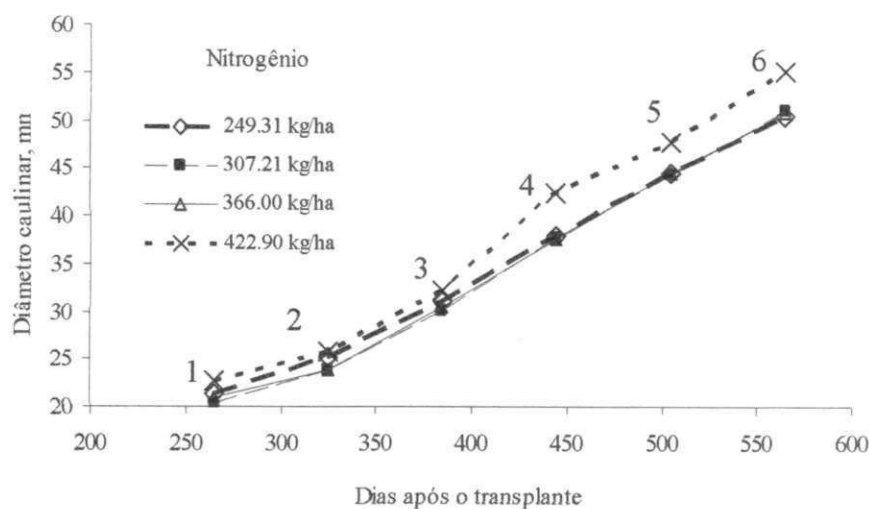 60
55
50
45
40
35
30
25
20
Diâmetro caulinar, mn
Nitrogênio
249.31 kg/ha
307.21 kg/ha
366.00 kg/ha
422.90 kg/ha
1
2
3
4
5
6
200 250 300 350 400 450 500 550 600
Dias após o transplante